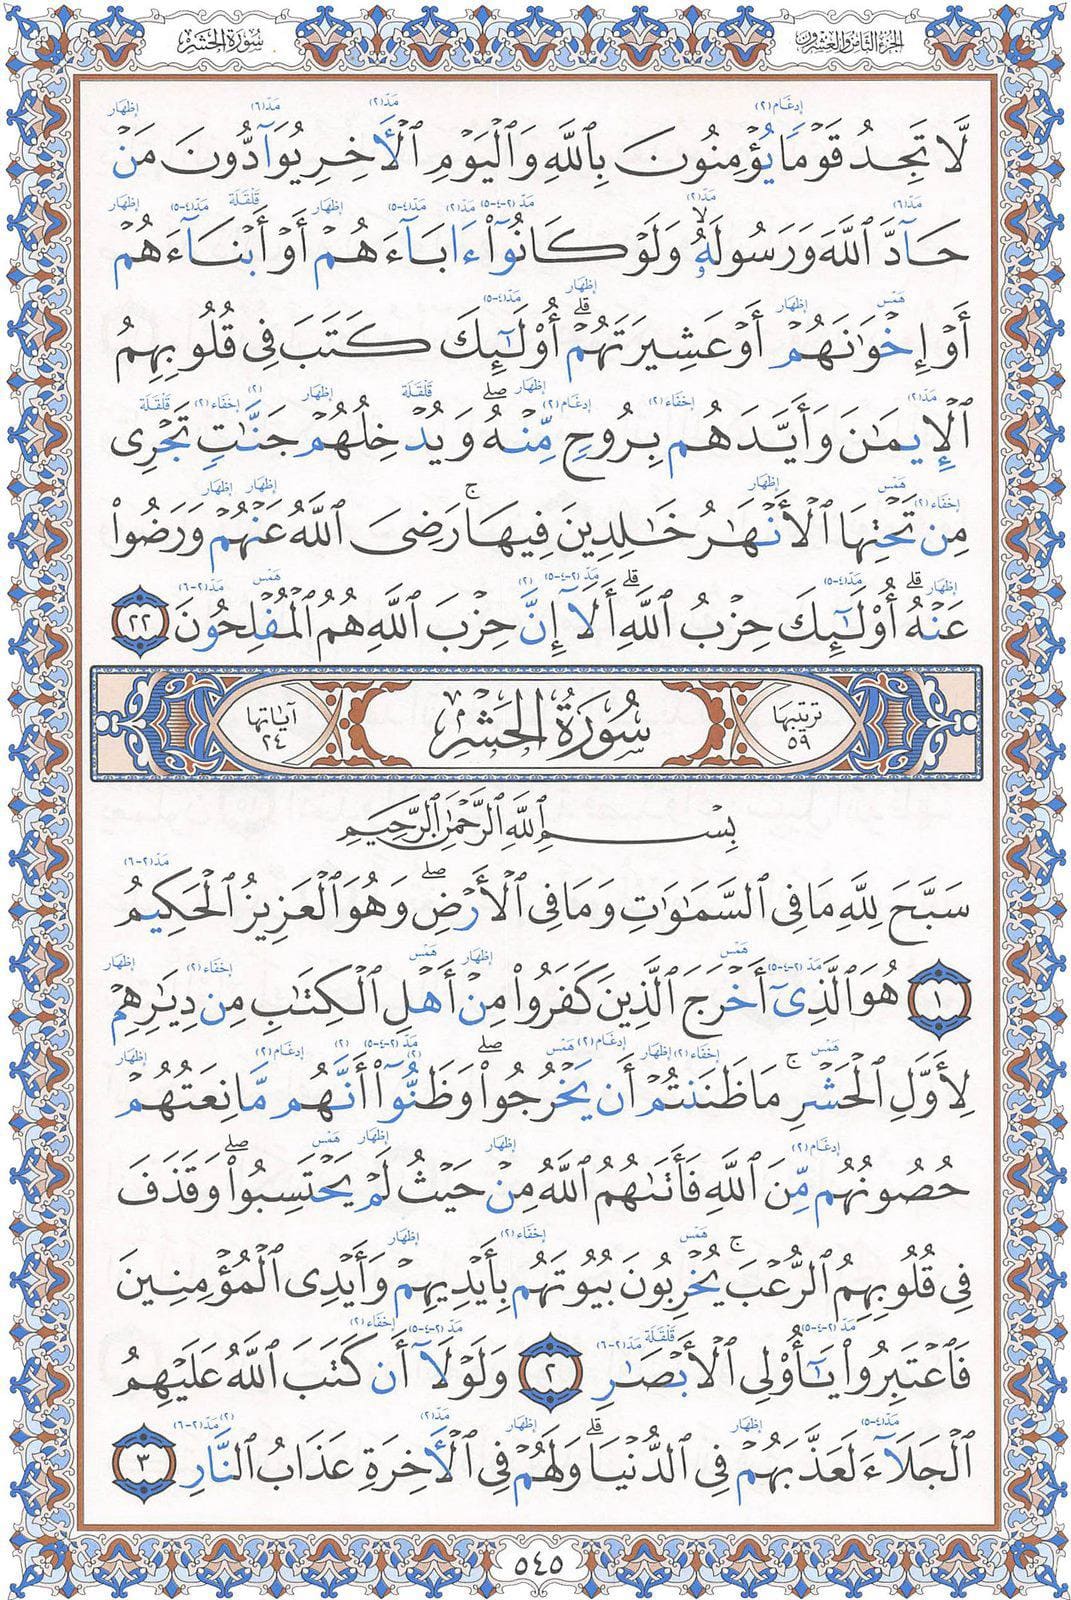 الجزء الثامن والعشرون
سورة الحشر
لَّا تَجِدُ قَوْمًا يُؤْمِنُونَ بِٱللَّهِ وَٱلْيَوْمِ ٱلْأَخِرِ يُوَآدُّونَ مَنْ
حَآدَّ ٱللَّهَ وَرَسُولَهُۥ وَلَوْ كَانُوٓا۟ ءَابَآءَهُمْ أَوْ أَبْنَآءَهُمْ
أَوْ إِخْوَٰنَهُمْ أَوْ عَشِيرَتَهُمْ ۚ أُو۟لَٰٓئِكَ كَتَبَ فِى قُلُوبِهِمُ
ٱلْإِيمَٰنَ وَأَيَّدَهُم بِرُوحٍ مِّنْهُ ۖ وَيُدْخِلُهُمْ جَنَّٰتٍ تَجْرِى
مِن تَحْتِهَا ٱلْأَنْهَٰرُ خَٰلِدِينَ فِيهَا ۚ رَضِىَ ٱللَّهُ عَنْهُمْ وَرَضُوا۟
عَنْهُ ۚ أُو۟لَٰٓئِكَ حِزْبُ ٱللَّهِ ۚ أَلَآ إِنَّ حِزْبَ ٱللَّهِ هُمُ ٱلْمُفْلِحُونَ ٢٢
ترتيبها ٥٩ سُورَةُ الحَشْرِ آياتها ٢٤
بِسْمِ ٱللَّهِ ٱلرَّحْمَٰنِ ٱلرَّحِيمِ
سَبَّحَ لِلَّهِ مَا فِى ٱلسَّمَٰوَٰتِ وَمَا فِى ٱلْأَرْضِ ۖ وَهُوَ ٱلْعَزِيزُ ٱلْحَكِيمُ
١ هُوَ ٱلَّذِىٓ أَخْرَجَ ٱلَّذِينَ كَفَرُوا۟ مِنْ أَهْلِ ٱلْكِتَٰبِ مِن دِيَٰرِهِمْ
لِأَوَّلِ ٱلْحَشْرِ ۚ مَا ظَنَنتُمْ أَن يَخْرُجُوا۟ ۖ وَظَنُّوٓا۟ أَنَّهُم مَّانِعَتُهُمْ
حُصُونُهُم مِّنَ ٱللَّهِ فَأَتَىٰهُمُ ٱللَّهُ مِنْ حَيْثُ لَمْ يَحْتَسِبُوا۟ ۖ وَقَذَفَ
فِى قُلُوبِهِمُ ٱلرُّعْبَ ۚ يُخْرِبُونَ بُيُوتَهُم بِأَيْدِيهِمْ وَأَيْدِى ٱلْمُؤْمِنِينَ
فَٱعْتَبِرُوا۟ يَٰٓأُو۟لِى ٱلْأَبْصَٰرِ ٢ وَلَوْلَآ أَن كَتَبَ ٱللَّهُ عَلَيْهِمُ
ٱلْجَلَآءَ لَعَذَّبَهُمْ فِى ٱلدُّنْيَا ۖ وَلَهُمْ فِى ٱلْأَخِرَةِ عَذَابُ ٱلنَّارِ ٣
٥٤٥